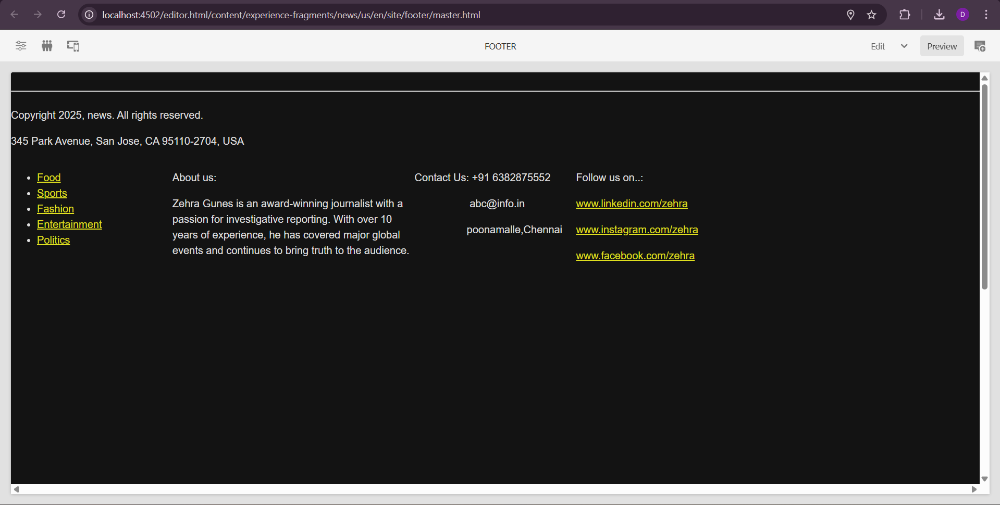 localhost:4502/editor.html/content/experience-fragments/news/us/en/site/footer/master.html
D
FOOTER
Edit
Preview
Copyright 2025, news. All rights reserved.
345 Park Avenue, San Jose, CA 95110-2704, USA
Food
Sports
Fashion
Entertainment
Politics
About us:
Zehra Gunes is an award-winning journalist with a
passion for investigative reporting. With over 10
years of experience, he has covered major global
events and continues to bring truth to the audience.
Contact Us: +91 6382875552
abc@info.in
poonamalle,Chennai
Follow us on..:
www.linkedin.com/zehra
www.instagram.com/zehra
www.facebook.com/zehra